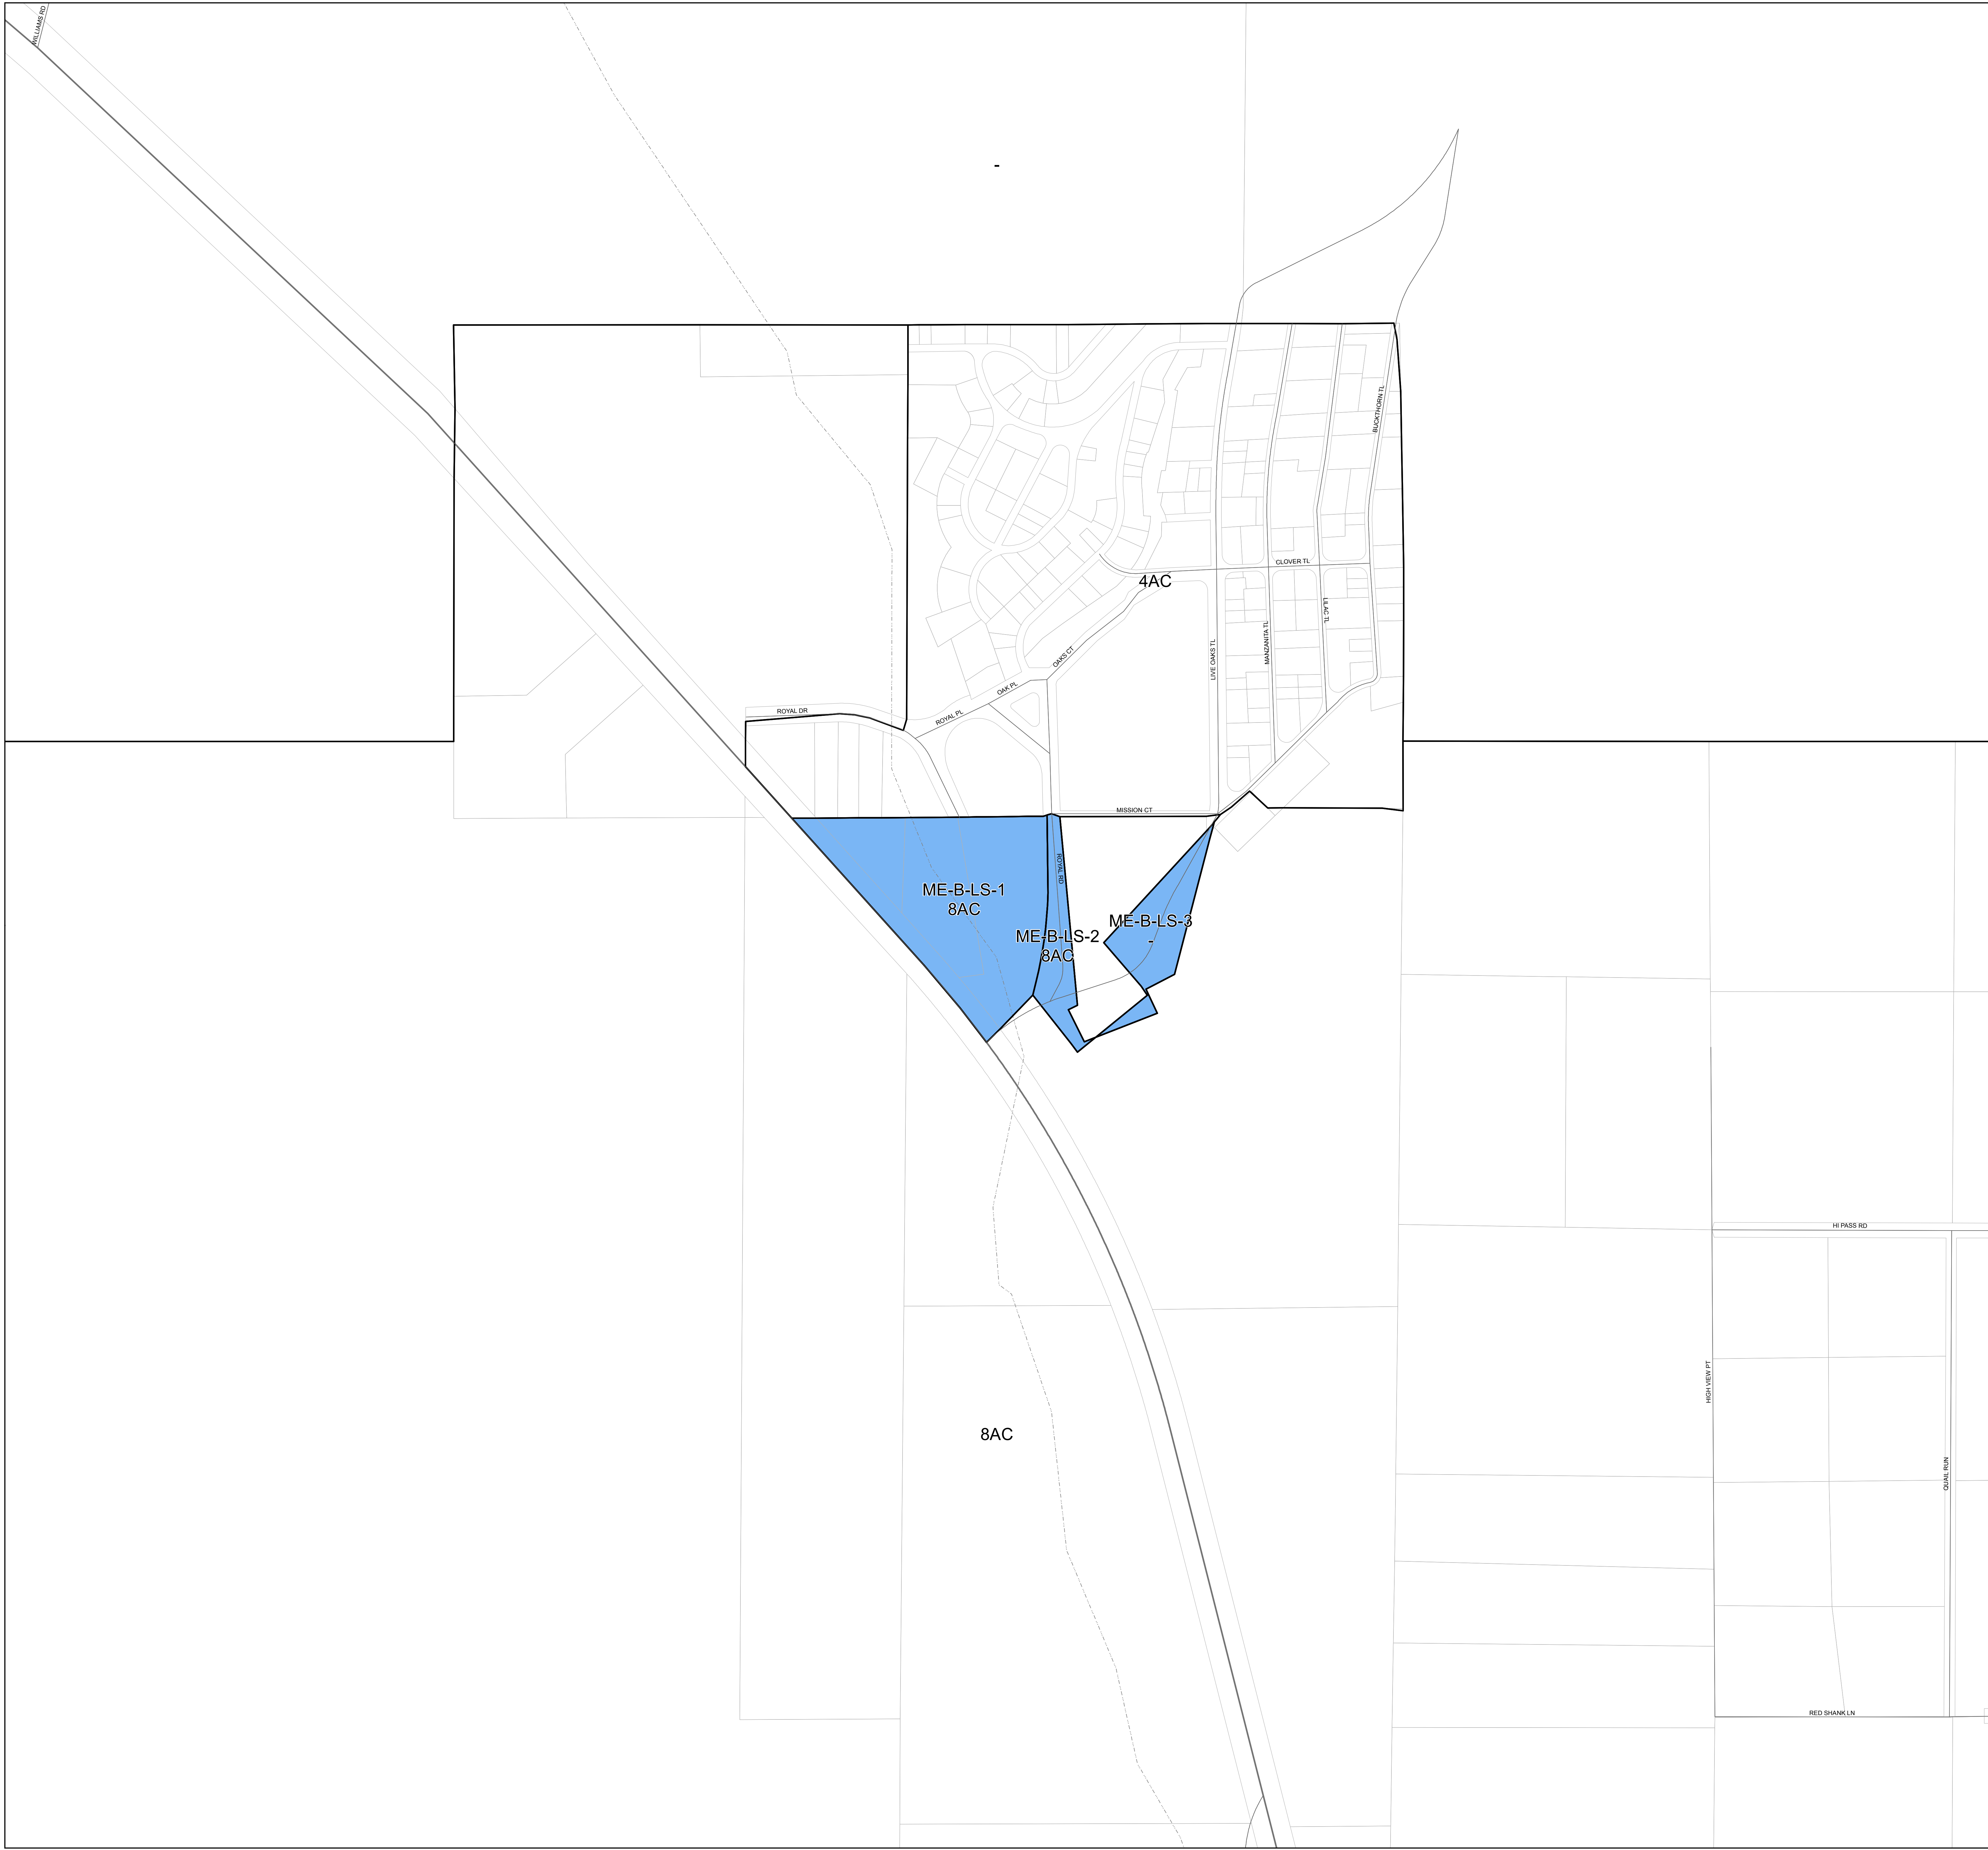 WILLIAMS RD
-
BUCKTHORN TL
CLOVER TL
4AC
LILAC TL
MANZANITA TL
LIVE OAKS TL
OAKS CT
OAK PL
ROYAL PL
ROYAL DR
MISSION CT
ROYAL RD
ME-B-LS-1
8AC
ME-B-LS-3
-
ME-B-LS-2
8AC
HI PASS RD
HIGH VIEW PT
8AC
QUAIL RUN
RED SHANK LN